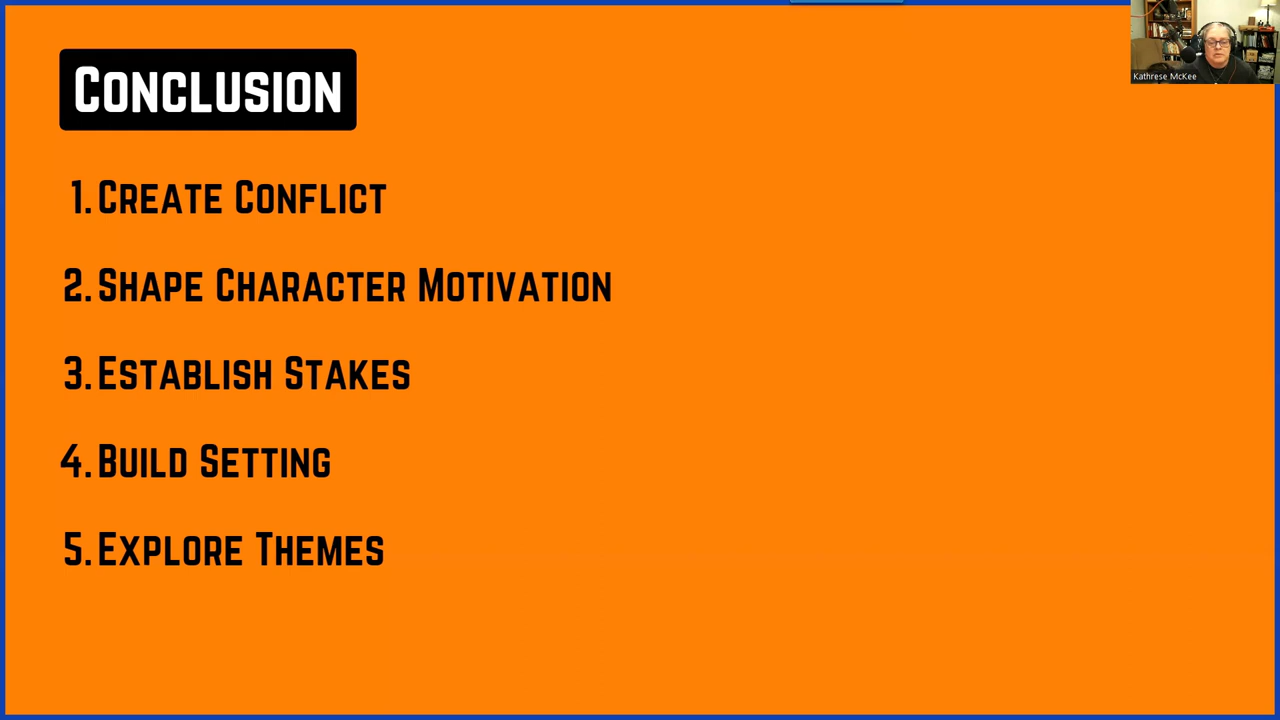 Conclusion
Kathrese McKee
1. Create Conflict
2. Shape Character Motivation
3. Establish Stakes
4. Build Setting
5. Explore Themes